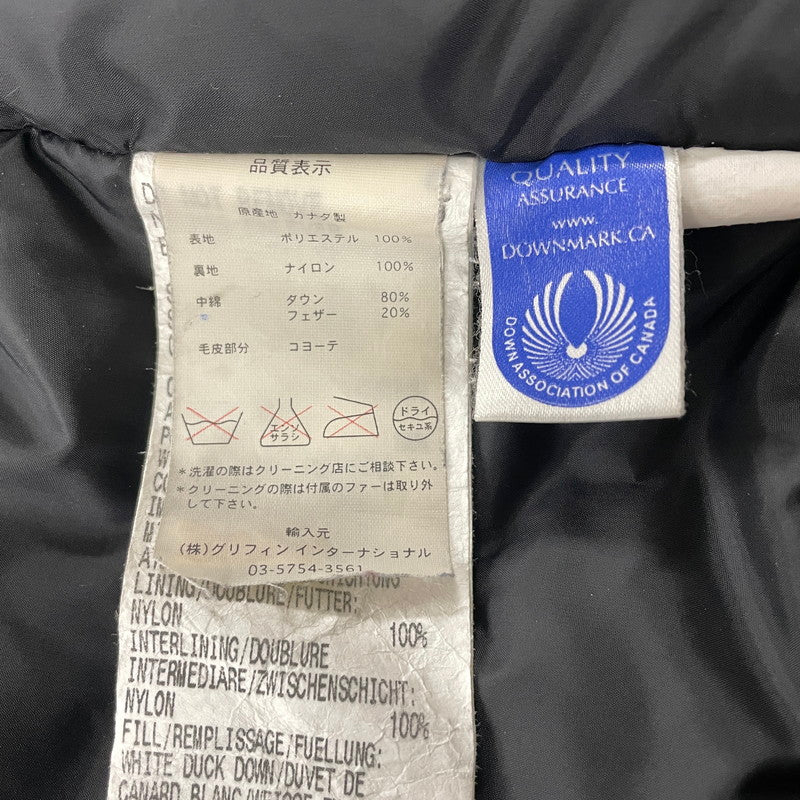 品質表示
原産地 カナダ製
表地 ポリエステル 100%
裏地 ナイロン 100%
中綿 ダウン 80%
フェザー 20%
毛皮部分 コヨーテ
エンソ
サラシ
ドライ
セキユ系
*洗濯の際はクリーニング店にご相談下さい。
*クリーニングの際は付属のファーは取り外
して下さい。
輸入元
(株)グリフィン インターナショナル
03-5754-3561
LINING/DOUBLURE/FUTTER:
NYLON 100%
INTERLINING/DOUBLURE
INTERMEDIARE/ZWISCHENSCHICHT:
NYLON 100%
FILL/REMPLISSAGE/FUELLUNG:
WHITE DUCK DOWN/DUVET DE
CANARD BLANC/WEISSE
QUALITY
ASSURANCE
www.
DOWNMARK.CA
DOWN ASSOCIATION OF CANADA